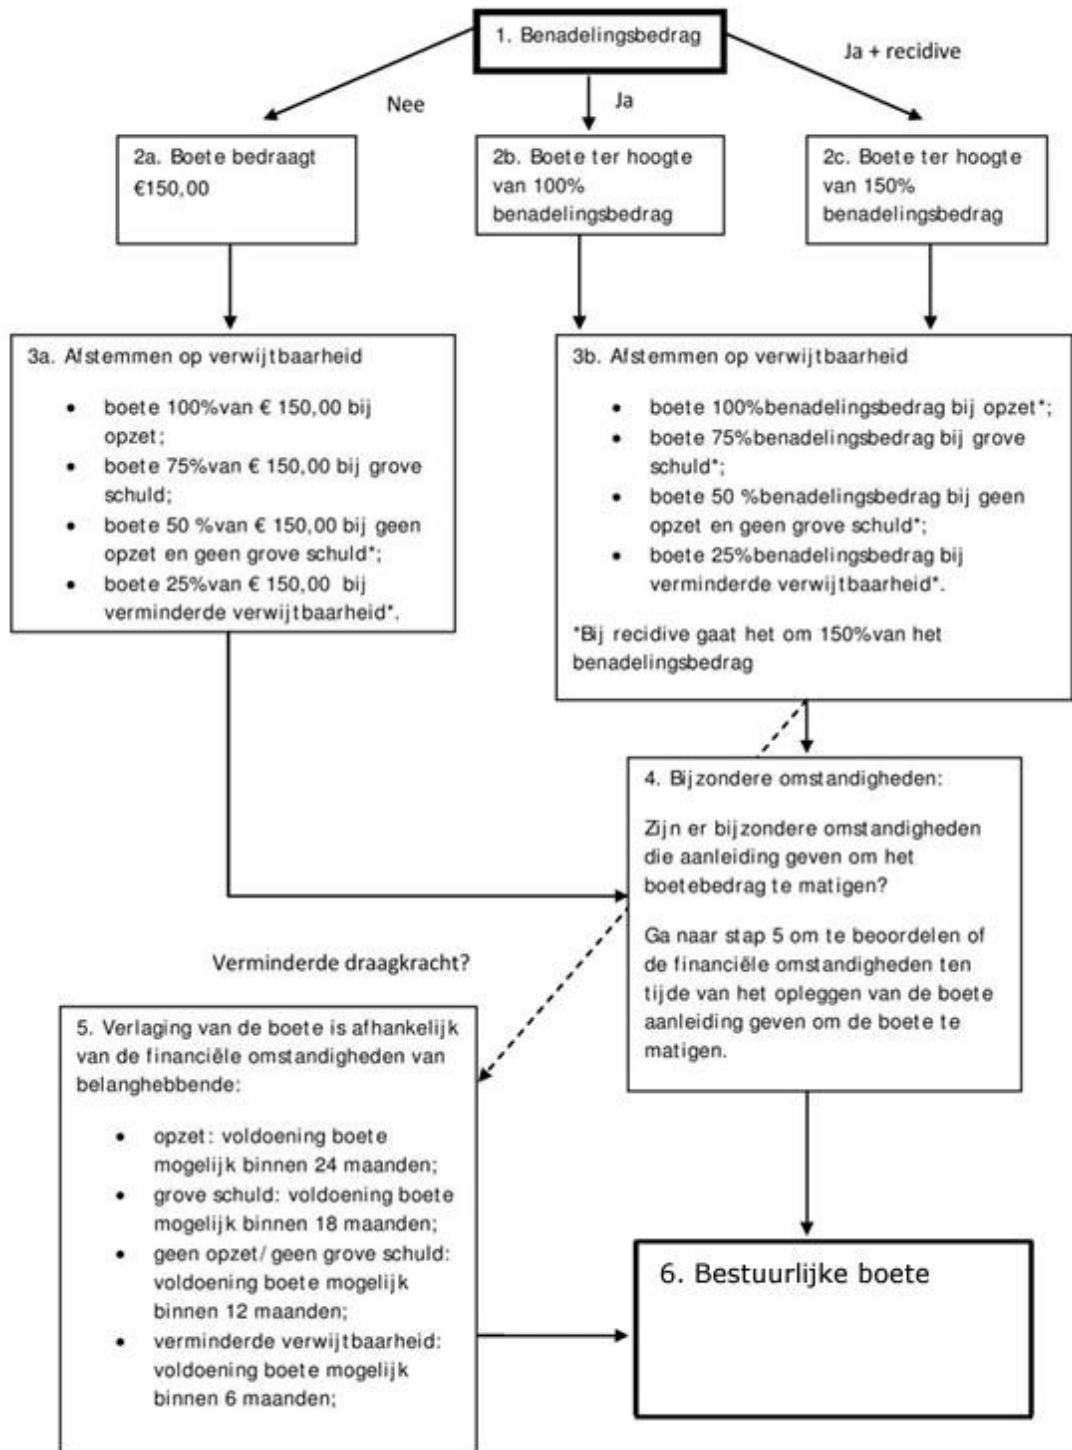 1. Benadelingsbedrag
Ja + recidive
Nee
Ja
2a. Boete bedraagt
€150,00
2b. Boete ter hoogte
van 100%
benadelingsbedrag
2c. Boete ter hoogte
van 150%
benadelingsbedrag
3a. Afstemmen op verwijtbaarheid
• boete 100%van € 150,00 bij
opzet;
• boete 75%van € 150,00 bij grove
schuld;
• boete 50 %van € 150,00 bij geen
opzet en geen grove schuld*;
• boete 25%van € 150,00 bij
verminderde verwijtbaarheid*.
3b. Afstemmen op verwijtbaarheid
• boete 100%benadelingsbedrag bij opzet*;
• boete 75%benadelingsbedrag bij grove
schuld*;
• boete 50 %benadelingsbedrag bij geen
opzet en geen grove schuld*;
• boete 25%benadelingsbedrag bij
verminderde verwijtbaarheid*.
*Bij recidive gaat het om 150%van het
benadelingsbedrag
4. Bijzondere omstandigheden:
Zijn er bijzondere omstandigheden
die aanleiding geven om het
boetebedrag te matigen?
Ga naar stap 5 om te beoordelen of
de financiële omstandigheden ten
tijde van het opleggen van de boete
aanleiding geven om de boete te
matigen.
Verminderde draagkracht?
5. Verlaging van de boete is afhankelijk
van de financiële omstandigheden van
belanghebbende:
• opzet: voldoening boete
mogelijk binnen 24 maanden;
• grove schuld: voldoening boete
mogelijk binnen 18 maanden;
• geen opzet/ geen grove schuld:
voldoening boete mogelijk
binnen 12 maanden;
• verminderde verwijtbaarheid:
voldoening boete mogelijk
binnen 6 maanden;
6. Bestuurlijke boete